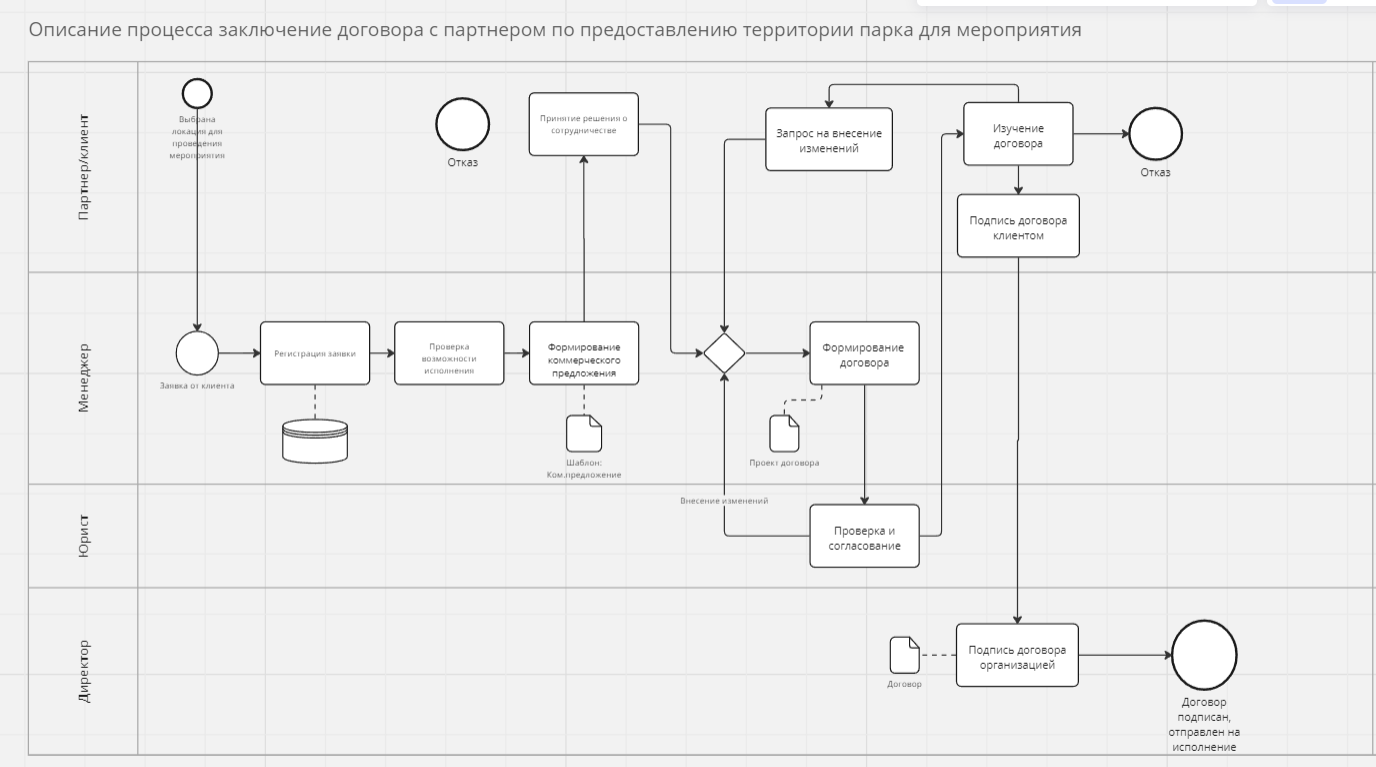 Описание процесса заключение договора с партнером по предоставлению территории парка для мероприятия
Партнер/клиент
Выбрана
локация для
проведения
мероприятия
Отказ
Принятие решения о
сотрудничестве
Запрос на внесение
изменений
Изучение
договора
Отказ
Подпись договора
клиентом
Менеджер
Заявка от клиента
Регистрация заявки
Проверка
возможности
исполнения
Формирование
коммерческого
предложения
Шаблон:
Ком.предложение
Формирование
договора
Проект договора
Юрист
Внесение изменений
Проверка и
согласование
Директор
Договор
Подпись договора
организацией
Договор
подписан,
отправлен на
исполнение